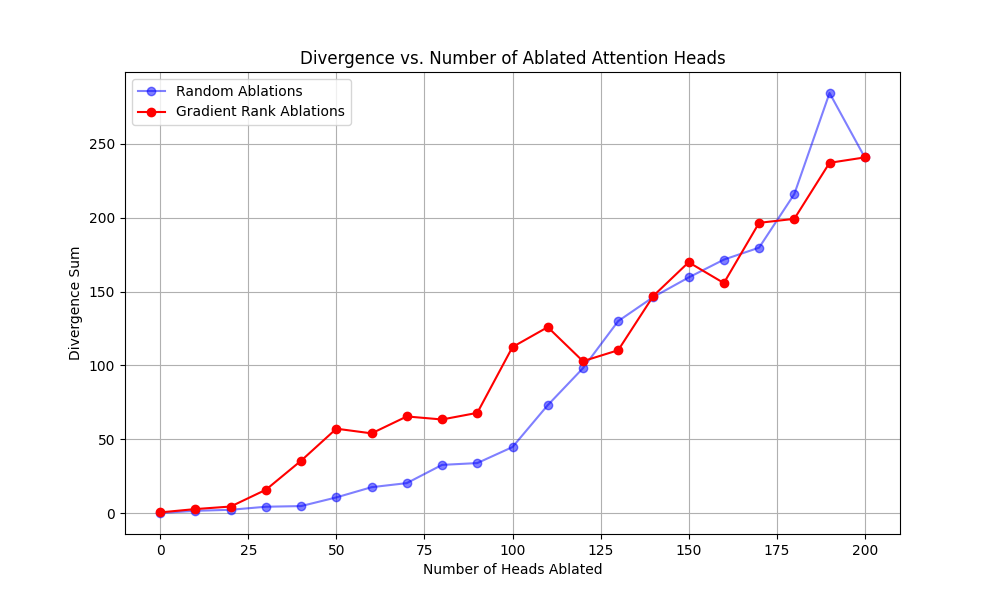 Divergence vs. Number of Ablated Attention Heads
Random Ablations
Gradient Rank Ablations
Divergence Sum
250
200
150
100
50
0
0 25 50 75 100 125 150 175 200
Number of Heads Ablated